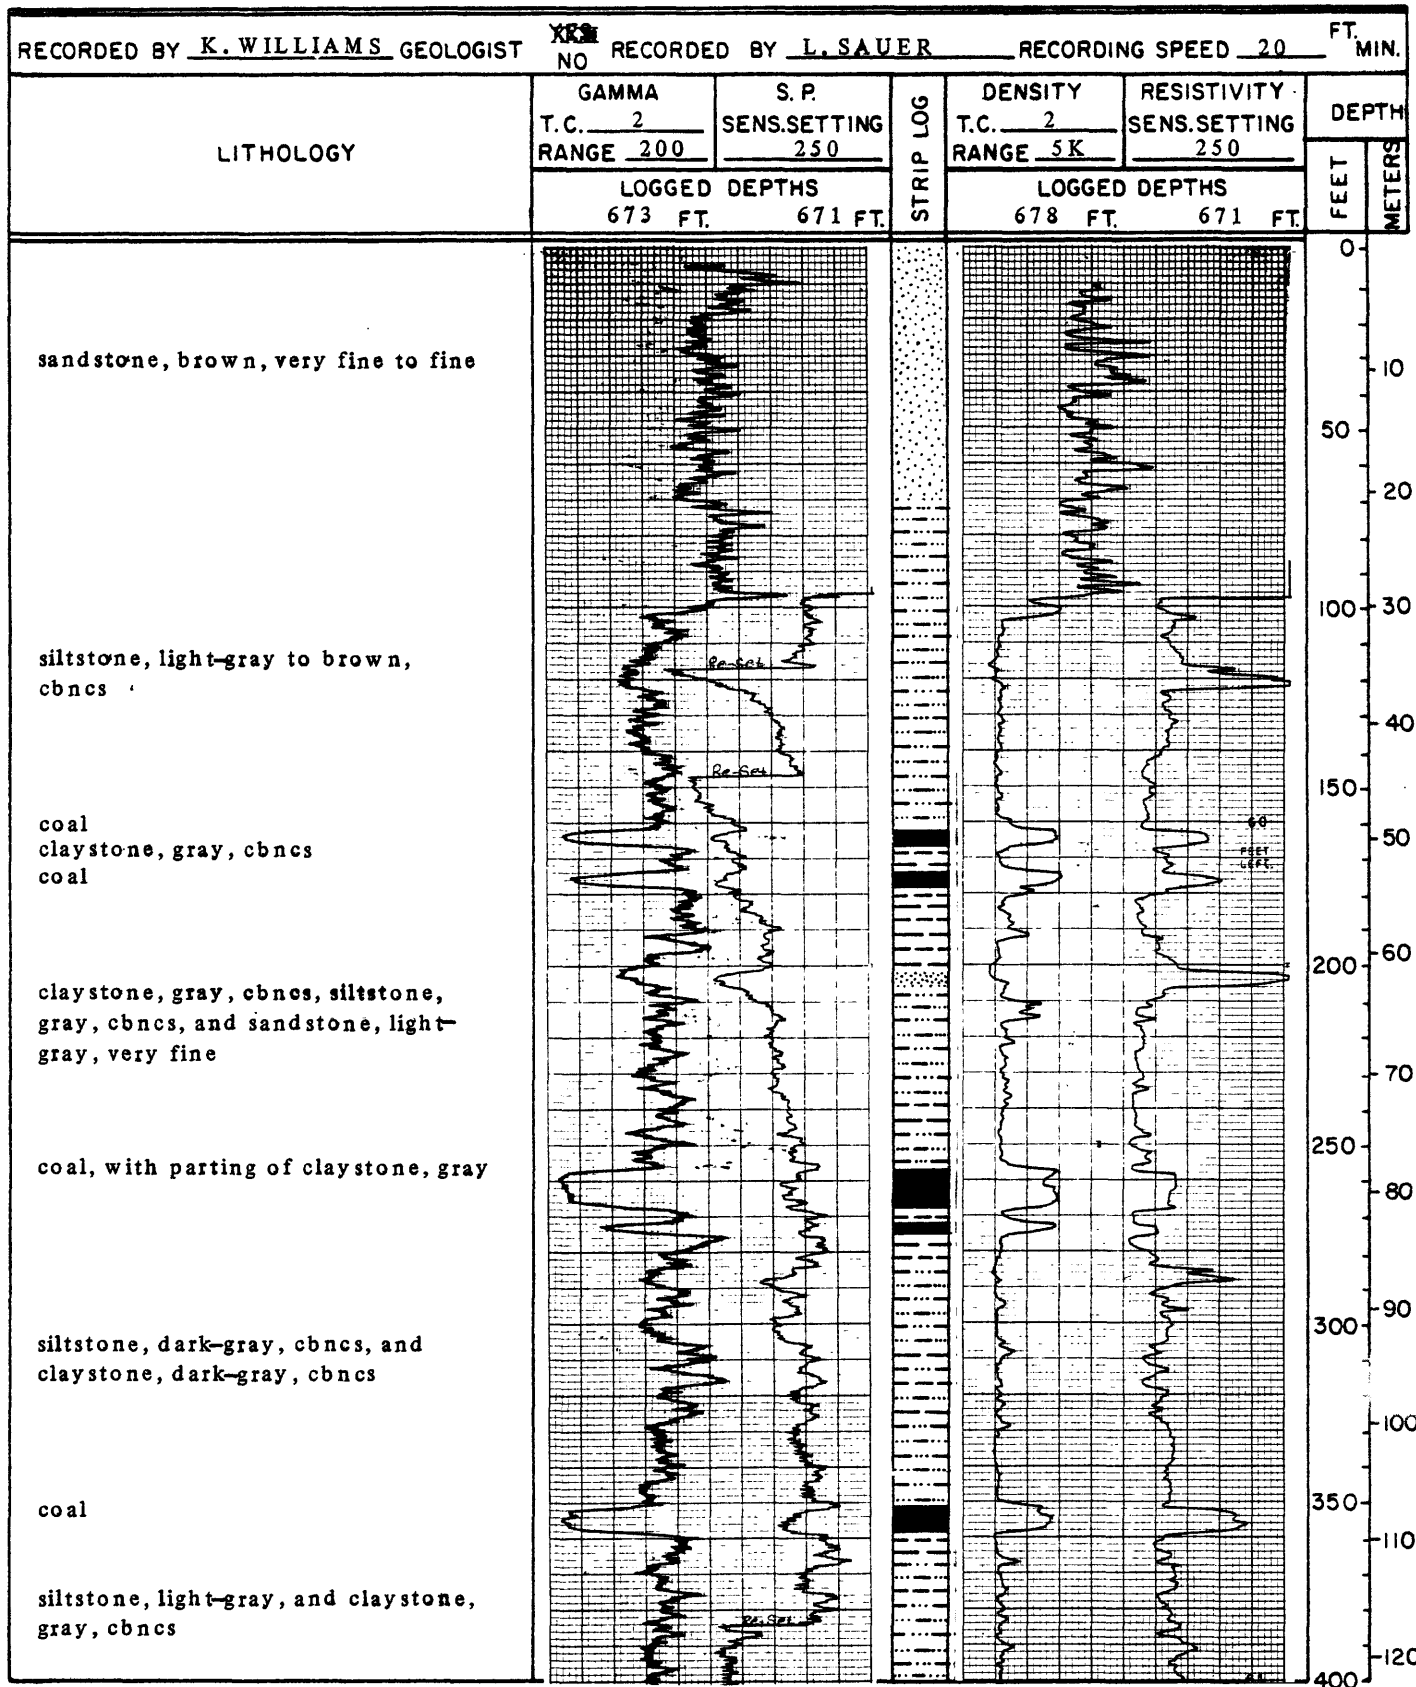 RECORDED BY K. WILLIAMS GEOLOGIST YES NO RECORDED BY L. SAUER RECORDING SPEED 20 FT. MIN.
LITHOLOGY
GAMMA
T.C. 2
RANGE 200
S.P.
SENS.SETTING
250
LOGGED DEPTHS
673 FT. 671 FT.
STRIP LOG
DENSITY
T.C. 2
RANGE 5K
RESISTIVITY
SENS.SETTING
250
LOGGED DEPTHS
678 FT. 671 FT.
DEPTH
FEET
METERS
sandstone, brown, very fine to fine
siltstone, light-gray to brown,
cbncs
coal
claystone, gray, cbncs
coal
claystone, gray, cbncs, siltstone,
gray, cbncs, and sandstone, light-
gray, very fine
coal, with parting of claystone, gray
siltstone, dark-gray, cbncs, and
claystone, dark-gray, cbncs
coal
siltstone, light-gray, and claystone,
gray, cbncs
Re-Set
Re-Set
Re-Set
60
FEET
LEFT.
0
50
100
150
200
250
300
350
400
10
20
30
40
50
60
70
80
90
100
110
120